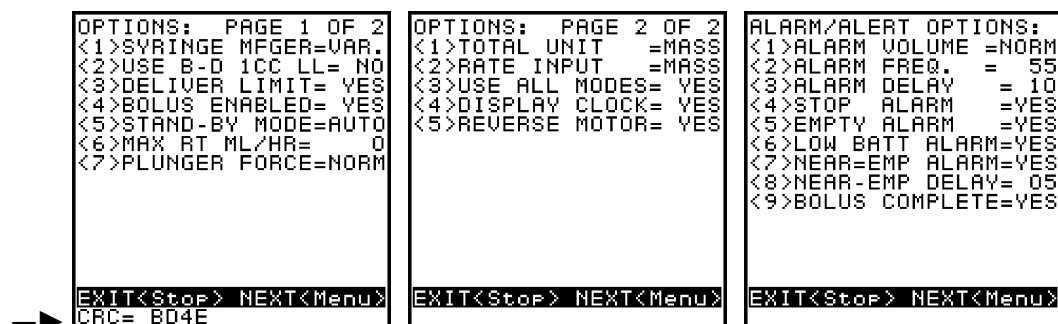 OPTIONS:  PAGE 1 OF 2
<1>SYRINGE MFGER=VAR.
<2>USE B-D 1CC LL= NO
<3>DELIVER LIMIT= YES
<4>BOLUS ENABLED= YES
<5>STAND-BY MODE=AUTO
<6>MAX RT ML/HR=    0
<7>PLUNGER FORCE=NORM
EXIT<Stop> NEXT<Menu>
CRC= BD4E
OPTIONS:  PAGE 2 OF 2
<1>TOTAL UNIT   =MASS
<2>RATE INPUT   =MASS
<3>USE ALL MODES= YES
<4>DISPLAY CLOCK= YES
<5>REVERSE MOTOR= YES
EXIT<Stop> NEXT<Menu>
ALARM/ALERT OPTIONS:
<1>ALARM VOLUME =NORM
<2>ALARM FREQ.  =  55
<3>ALARM DELAY   = 10
<4>STOP  ALARM   =YES
<5>EMPTY ALARM   =YES
<6>LOW BATT ALARM=YES
<7>NEAR=EMP ALARM=YES
<8>NEAR-EMP DELAY= 05
<9>BOLUS COMPLETE=YES
EXIT<Stop> NEXT<Menu>